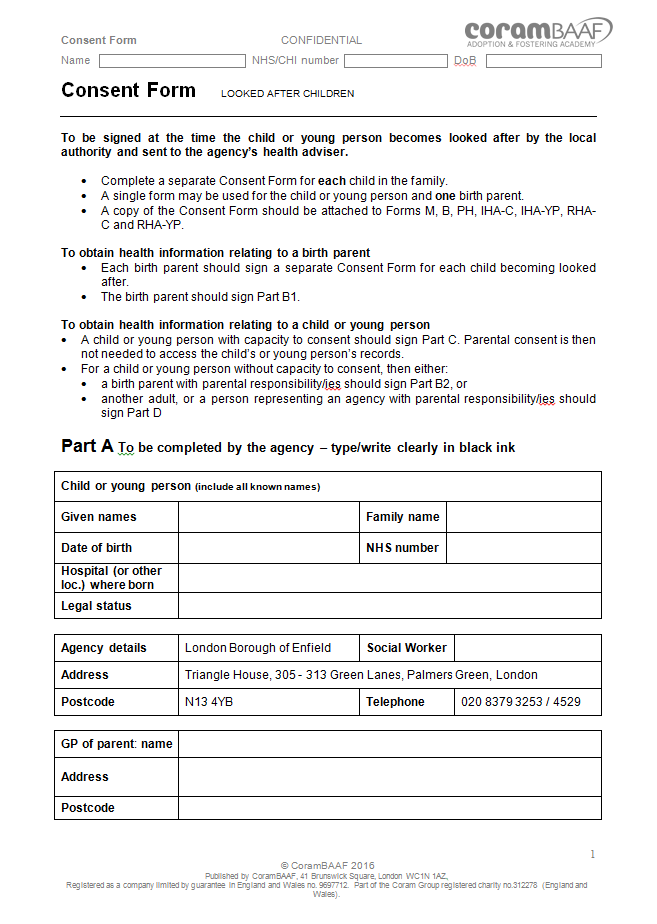 Consent Form CONFIDENTIAL
coramBAAF
ADOPTION & FOSTERING ACADEMY
Name NHS/CHI number DoB
Consent Form LOOKED AFTER CHILDREN
To be signed at the time the child or young person becomes looked after by the local
authority and sent to the agency's health adviser.
• Complete a separate Consent Form for each child in the family.
• A single form may be used for the child or young person and one birth parent.
• A copy of the Consent Form should be attached to Forms M, B, PH, IHA-C, IHA-YP, RHA-
C and RHA-YP.
To obtain health information relating to a birth parent
• Each birth parent should sign a separate Consent Form for each child becoming looked
after.
• The birth parent should sign Part B1.
To obtain health information relating to a child or young person
• A child or young person with capacity to consent should sign Part C. Parental consent is then
not needed to access the child's or young person's records.
• For a child or young person without capacity to consent, then either:
• a birth parent with parental responsibility/ies should sign Part B2, or
• another adult, or a person representing an agency with parental responsibility/ies should
sign Part D
Part A To be completed by the agency – type/write clearly in black ink
Child or young person (include all known names)
Given names Family name
Date of birth NHS number
Hospital (or other
loc.) where born
Legal status
Agency details London Borough of Enfield Social Worker
Address Triangle House, 305 - 313 Green Lanes, Palmers Green, London
Postcode N13 4YB Telephone 020 8379 3253 / 4529
GP of parent: name
Address
Postcode
1
© CoramBAAF 2016
Published by CoramBAAF, 41 Brunswick Square, London WC1N 1AZ,
Registered as a company limited by guarantee in England and Wales no. 9697712. Part of the Coram Group registered charity no.312278 (England and
Wales).